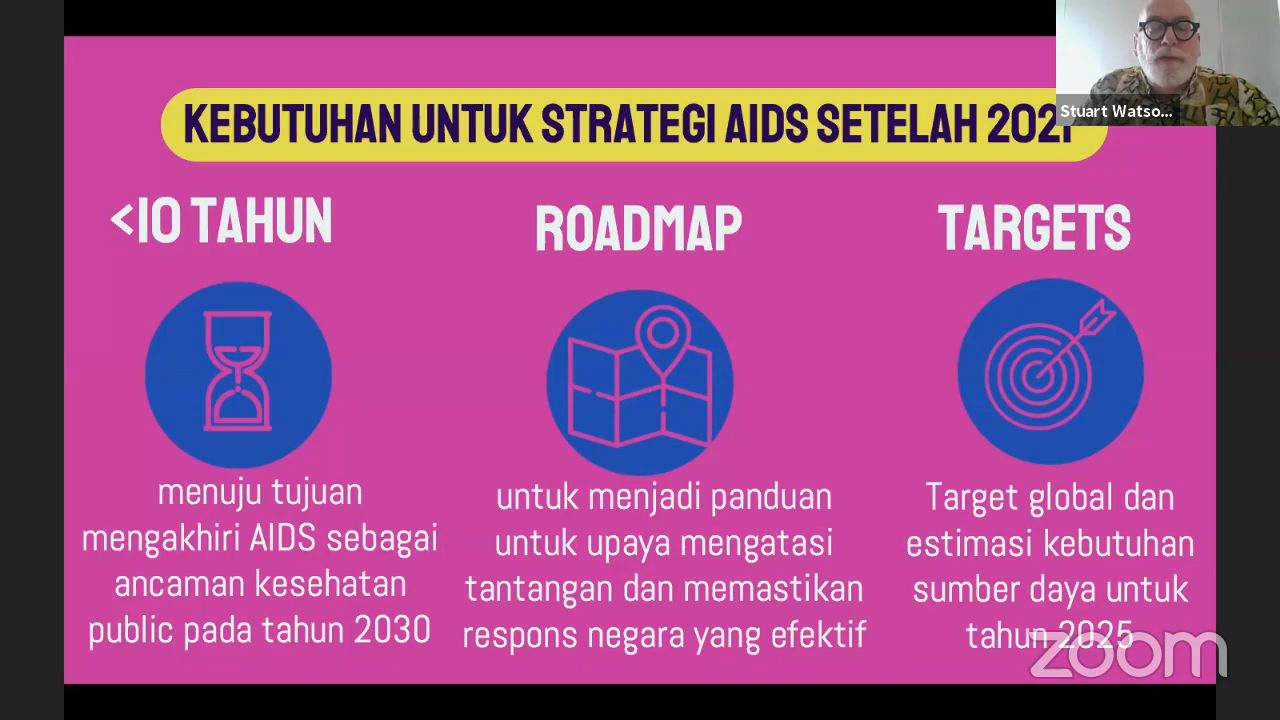 KEBUTUHAN UNTUK STRATEGI AIDS SETELAH 2021
Stuart Watso...
<10 TAHUN
menuju tujuan
mengakhiri AIDS sebagai
ancaman kesehatan
public pada tahun 2030
ROADMAP
untuk menjadi panduan
untuk upaya mengatasi
tantangan dan memastikan
respons negara yang efektif
TARGETS
Target global dan
estimasi kebutuhan
sumber daya untuk
tahun 2025
zoom